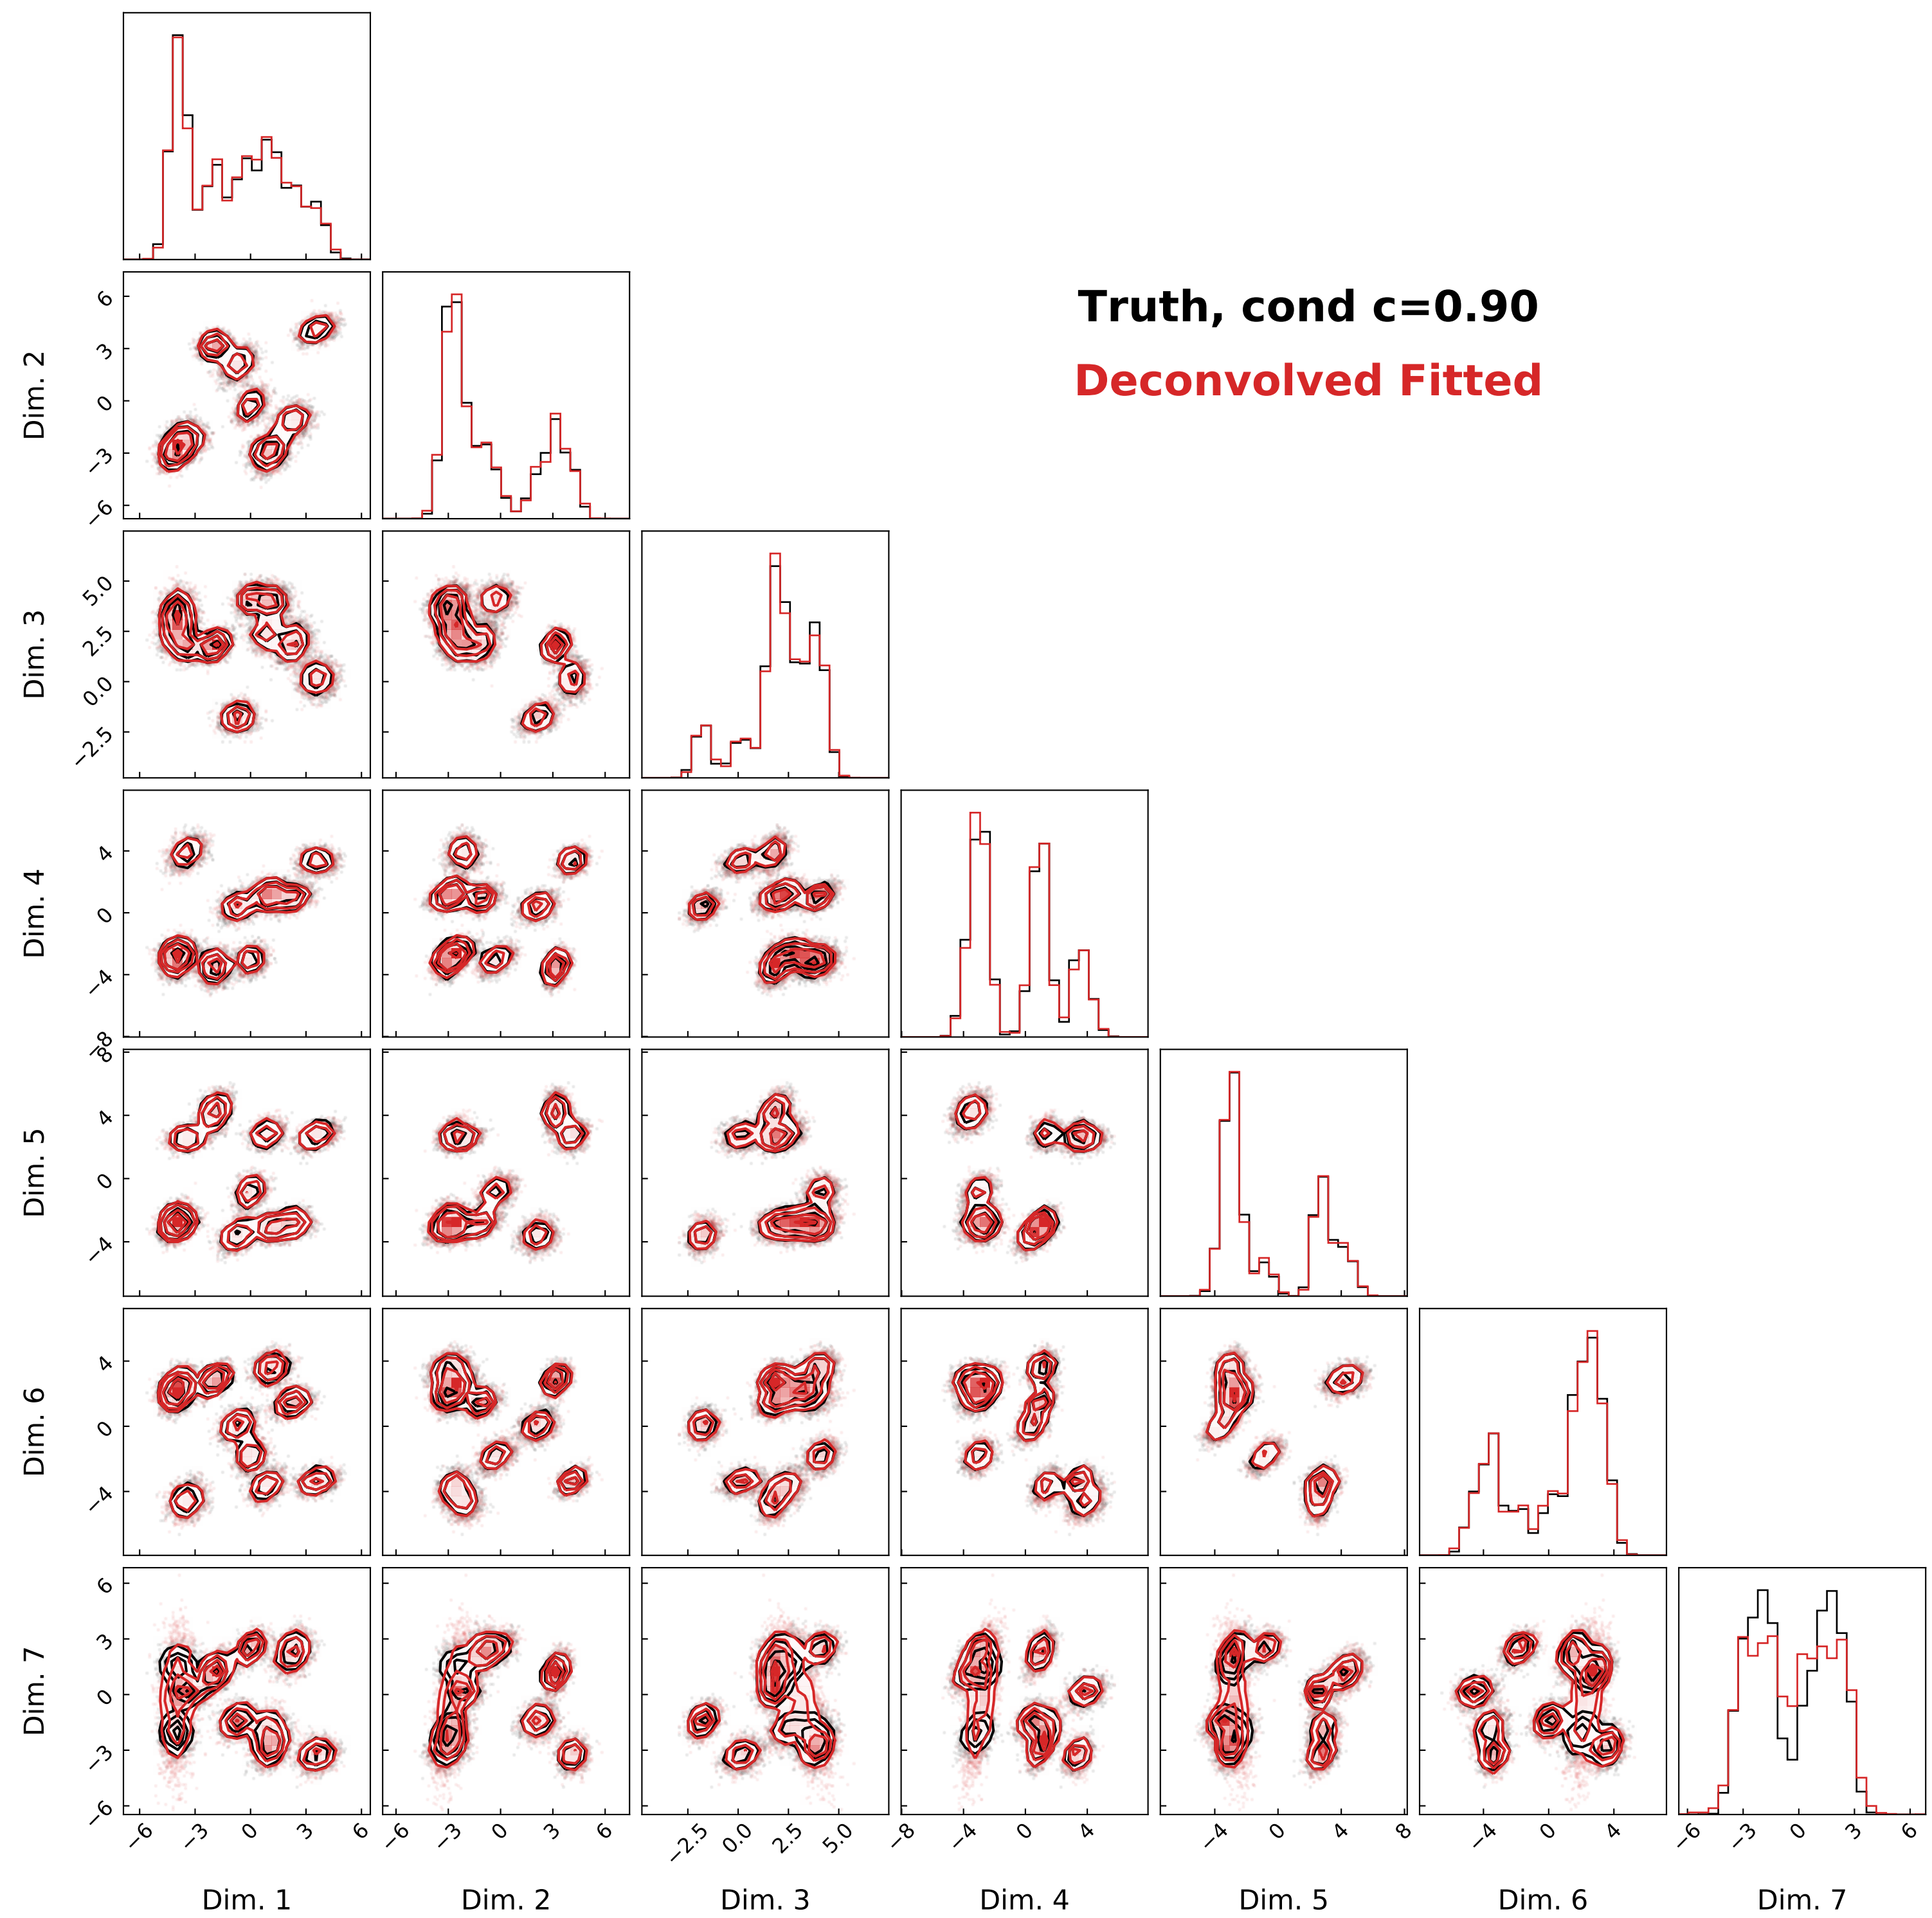 Truth, cond c=0.90
Deconvolved Fitted
Dim. 2
6
3
0
−3
−6
Dim. 3
5.0
2.5
0.0
−2.5
Dim. 4
4
0
−4
−8
Dim. 5
8
4
0
−4
Dim. 6
4
0
−4
Dim. 7
6
3
0
−3
−6
−6 −3 0 3 6
−6 −3 0 3 6
−2.5 0.0 2.5 5.0
−8 −4 0 4
−4 0 4 8
−4 0 4
−6 −3 0 3 6
Dim. 1 Dim. 2 Dim. 3 Dim. 4 Dim. 5 Dim. 6 Dim. 7